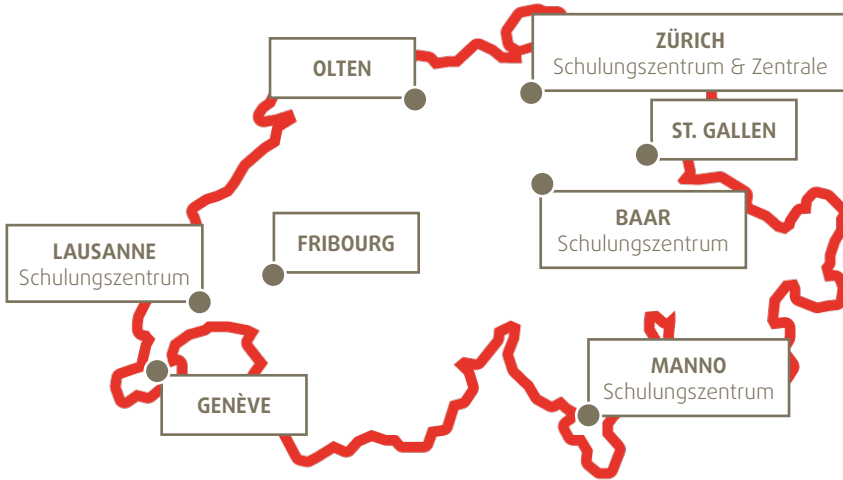 OLTEN
ZÜRICH
Schulungszentrum & Zentrale
ST. GALLEN
BAAR
Schulungszentrum
LAUSANNE
Schulungszentrum
FRIBOURG
GENÈVE
MANNO
Schulungszentrum